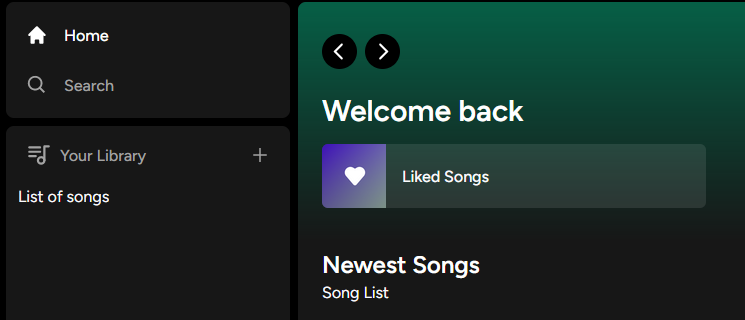 Home
Search
Your Library
List of songs
Welcome back
Liked Songs
Newest Songs
Song List